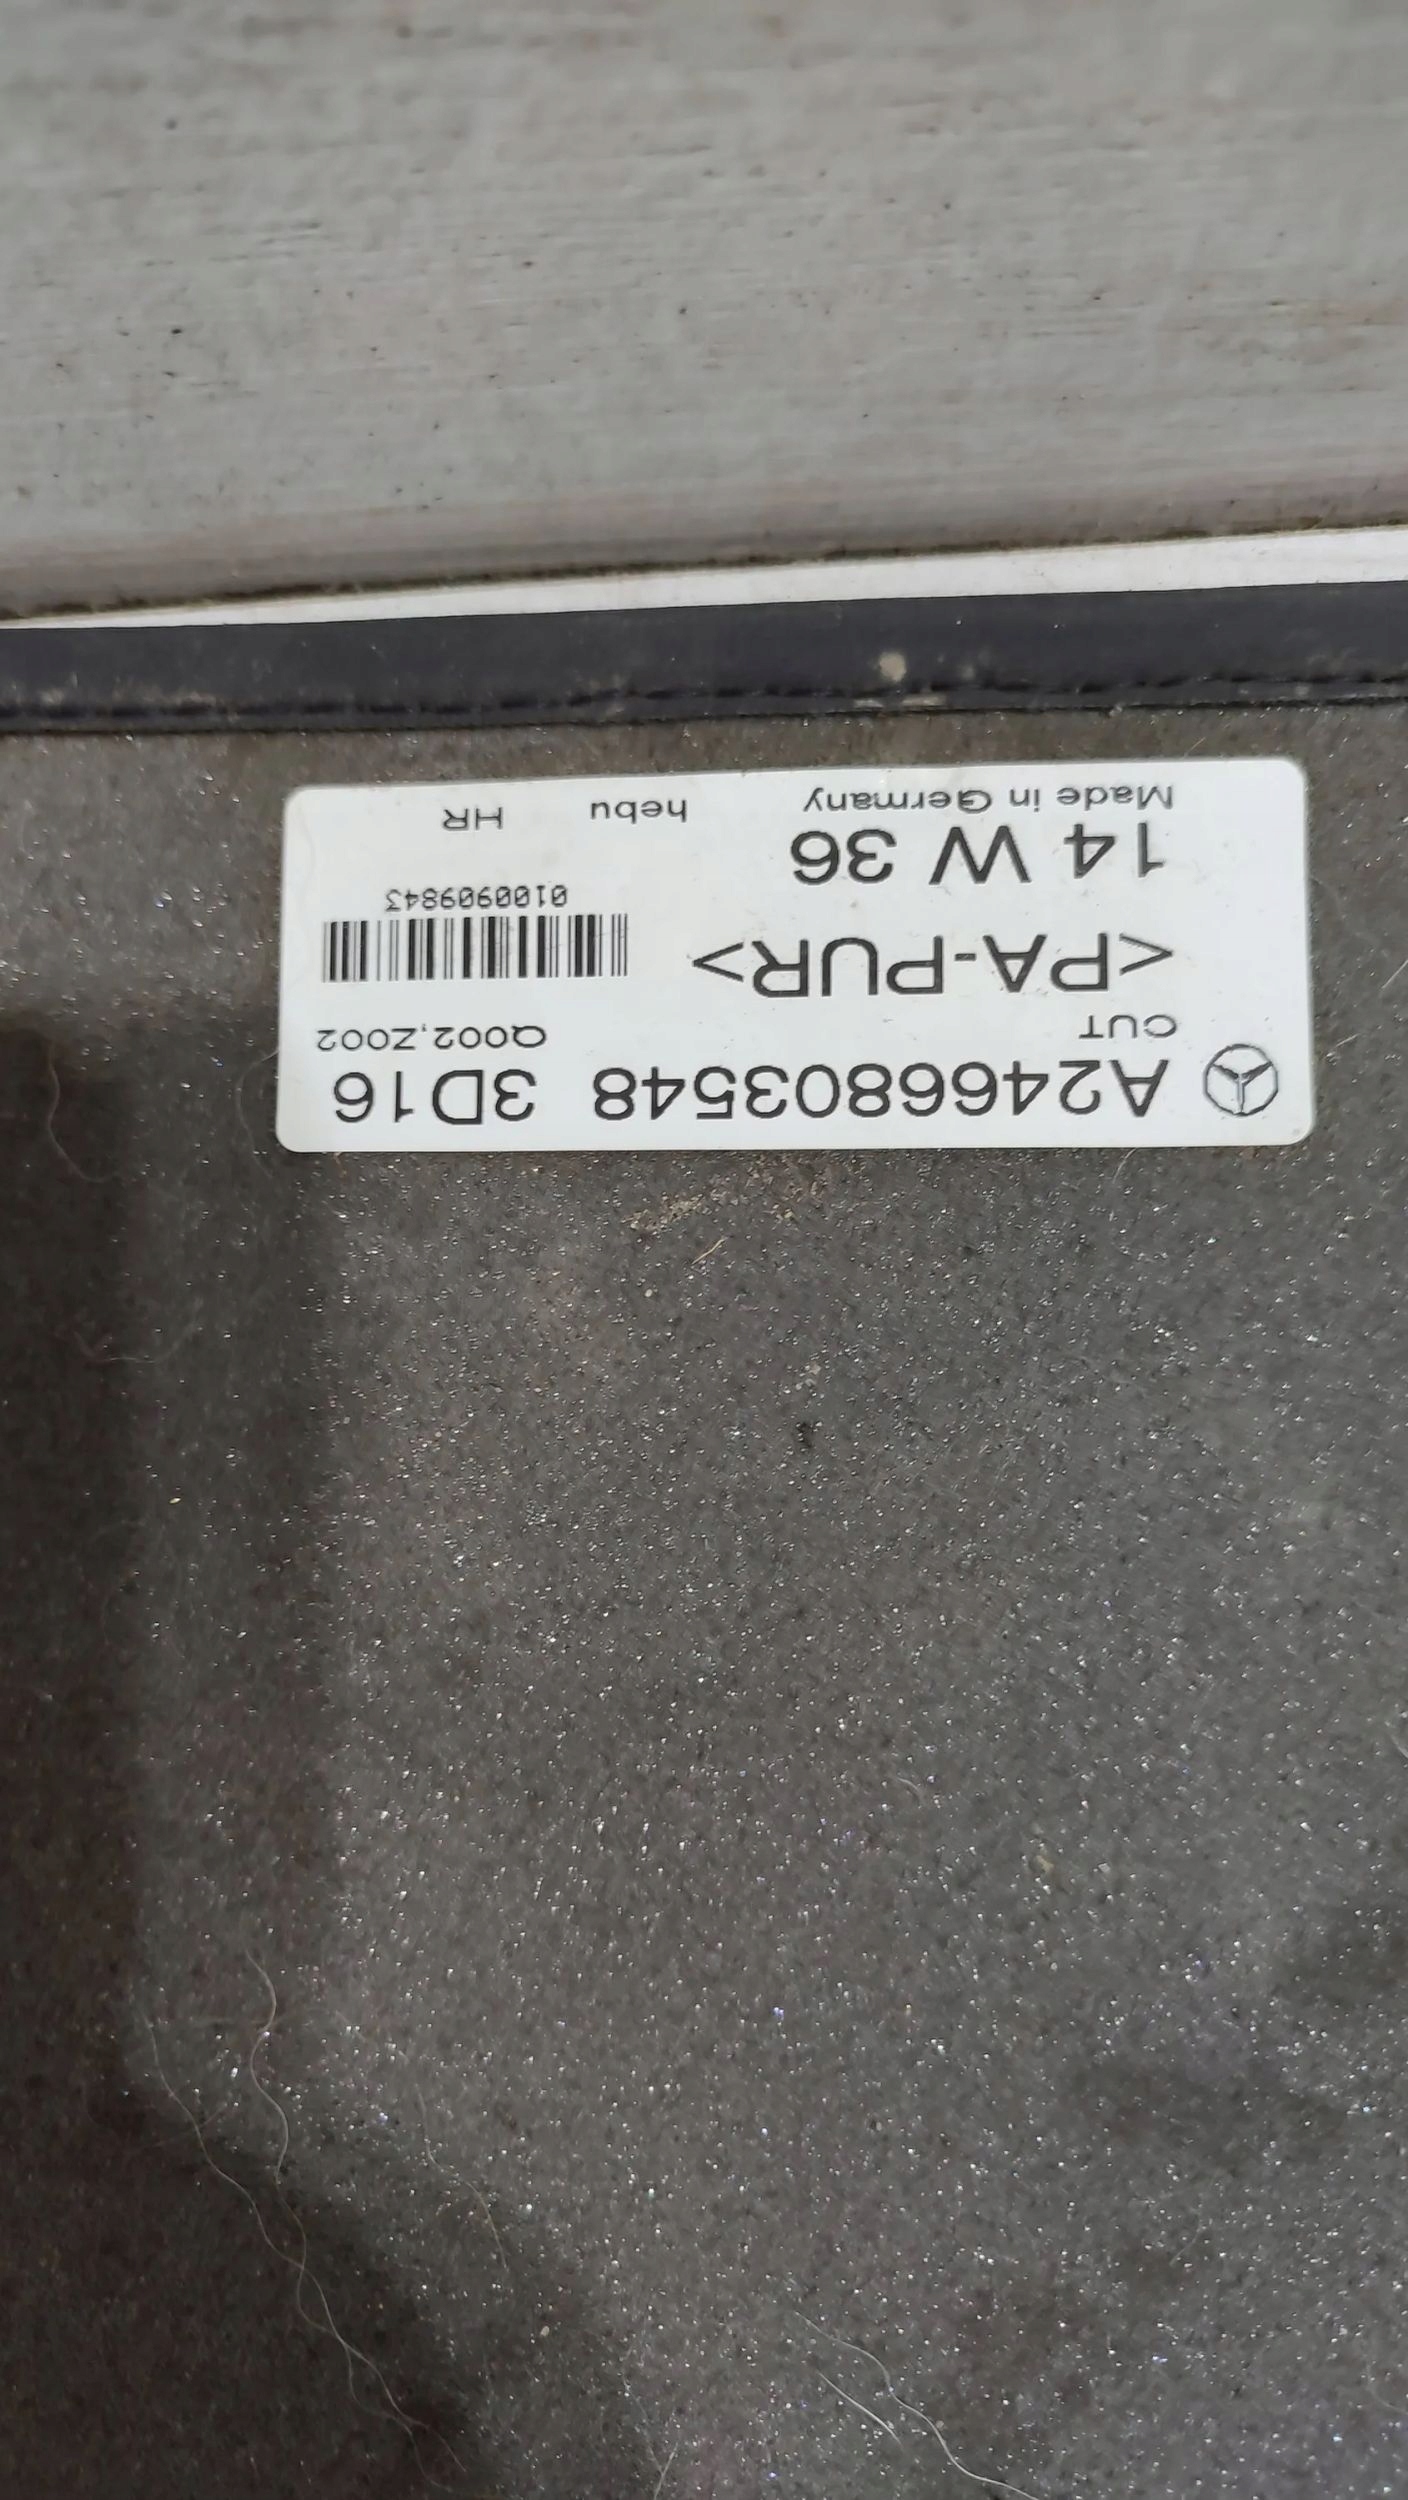 A2466803548 3D16
CUT Q002,Z002
<PA-PUR>
0100909843
14 W 36
Made in Germany hebu HR